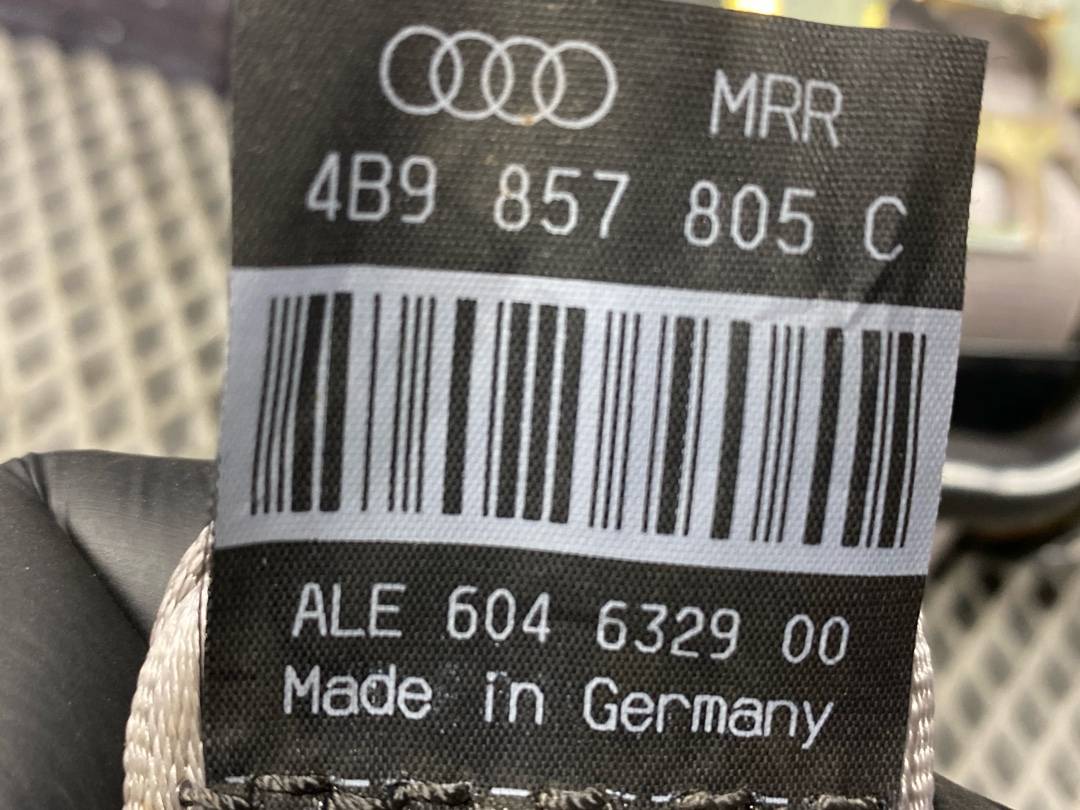 MRR
4B9 857 805 C
ALE 604 6329 00
Made in Germany